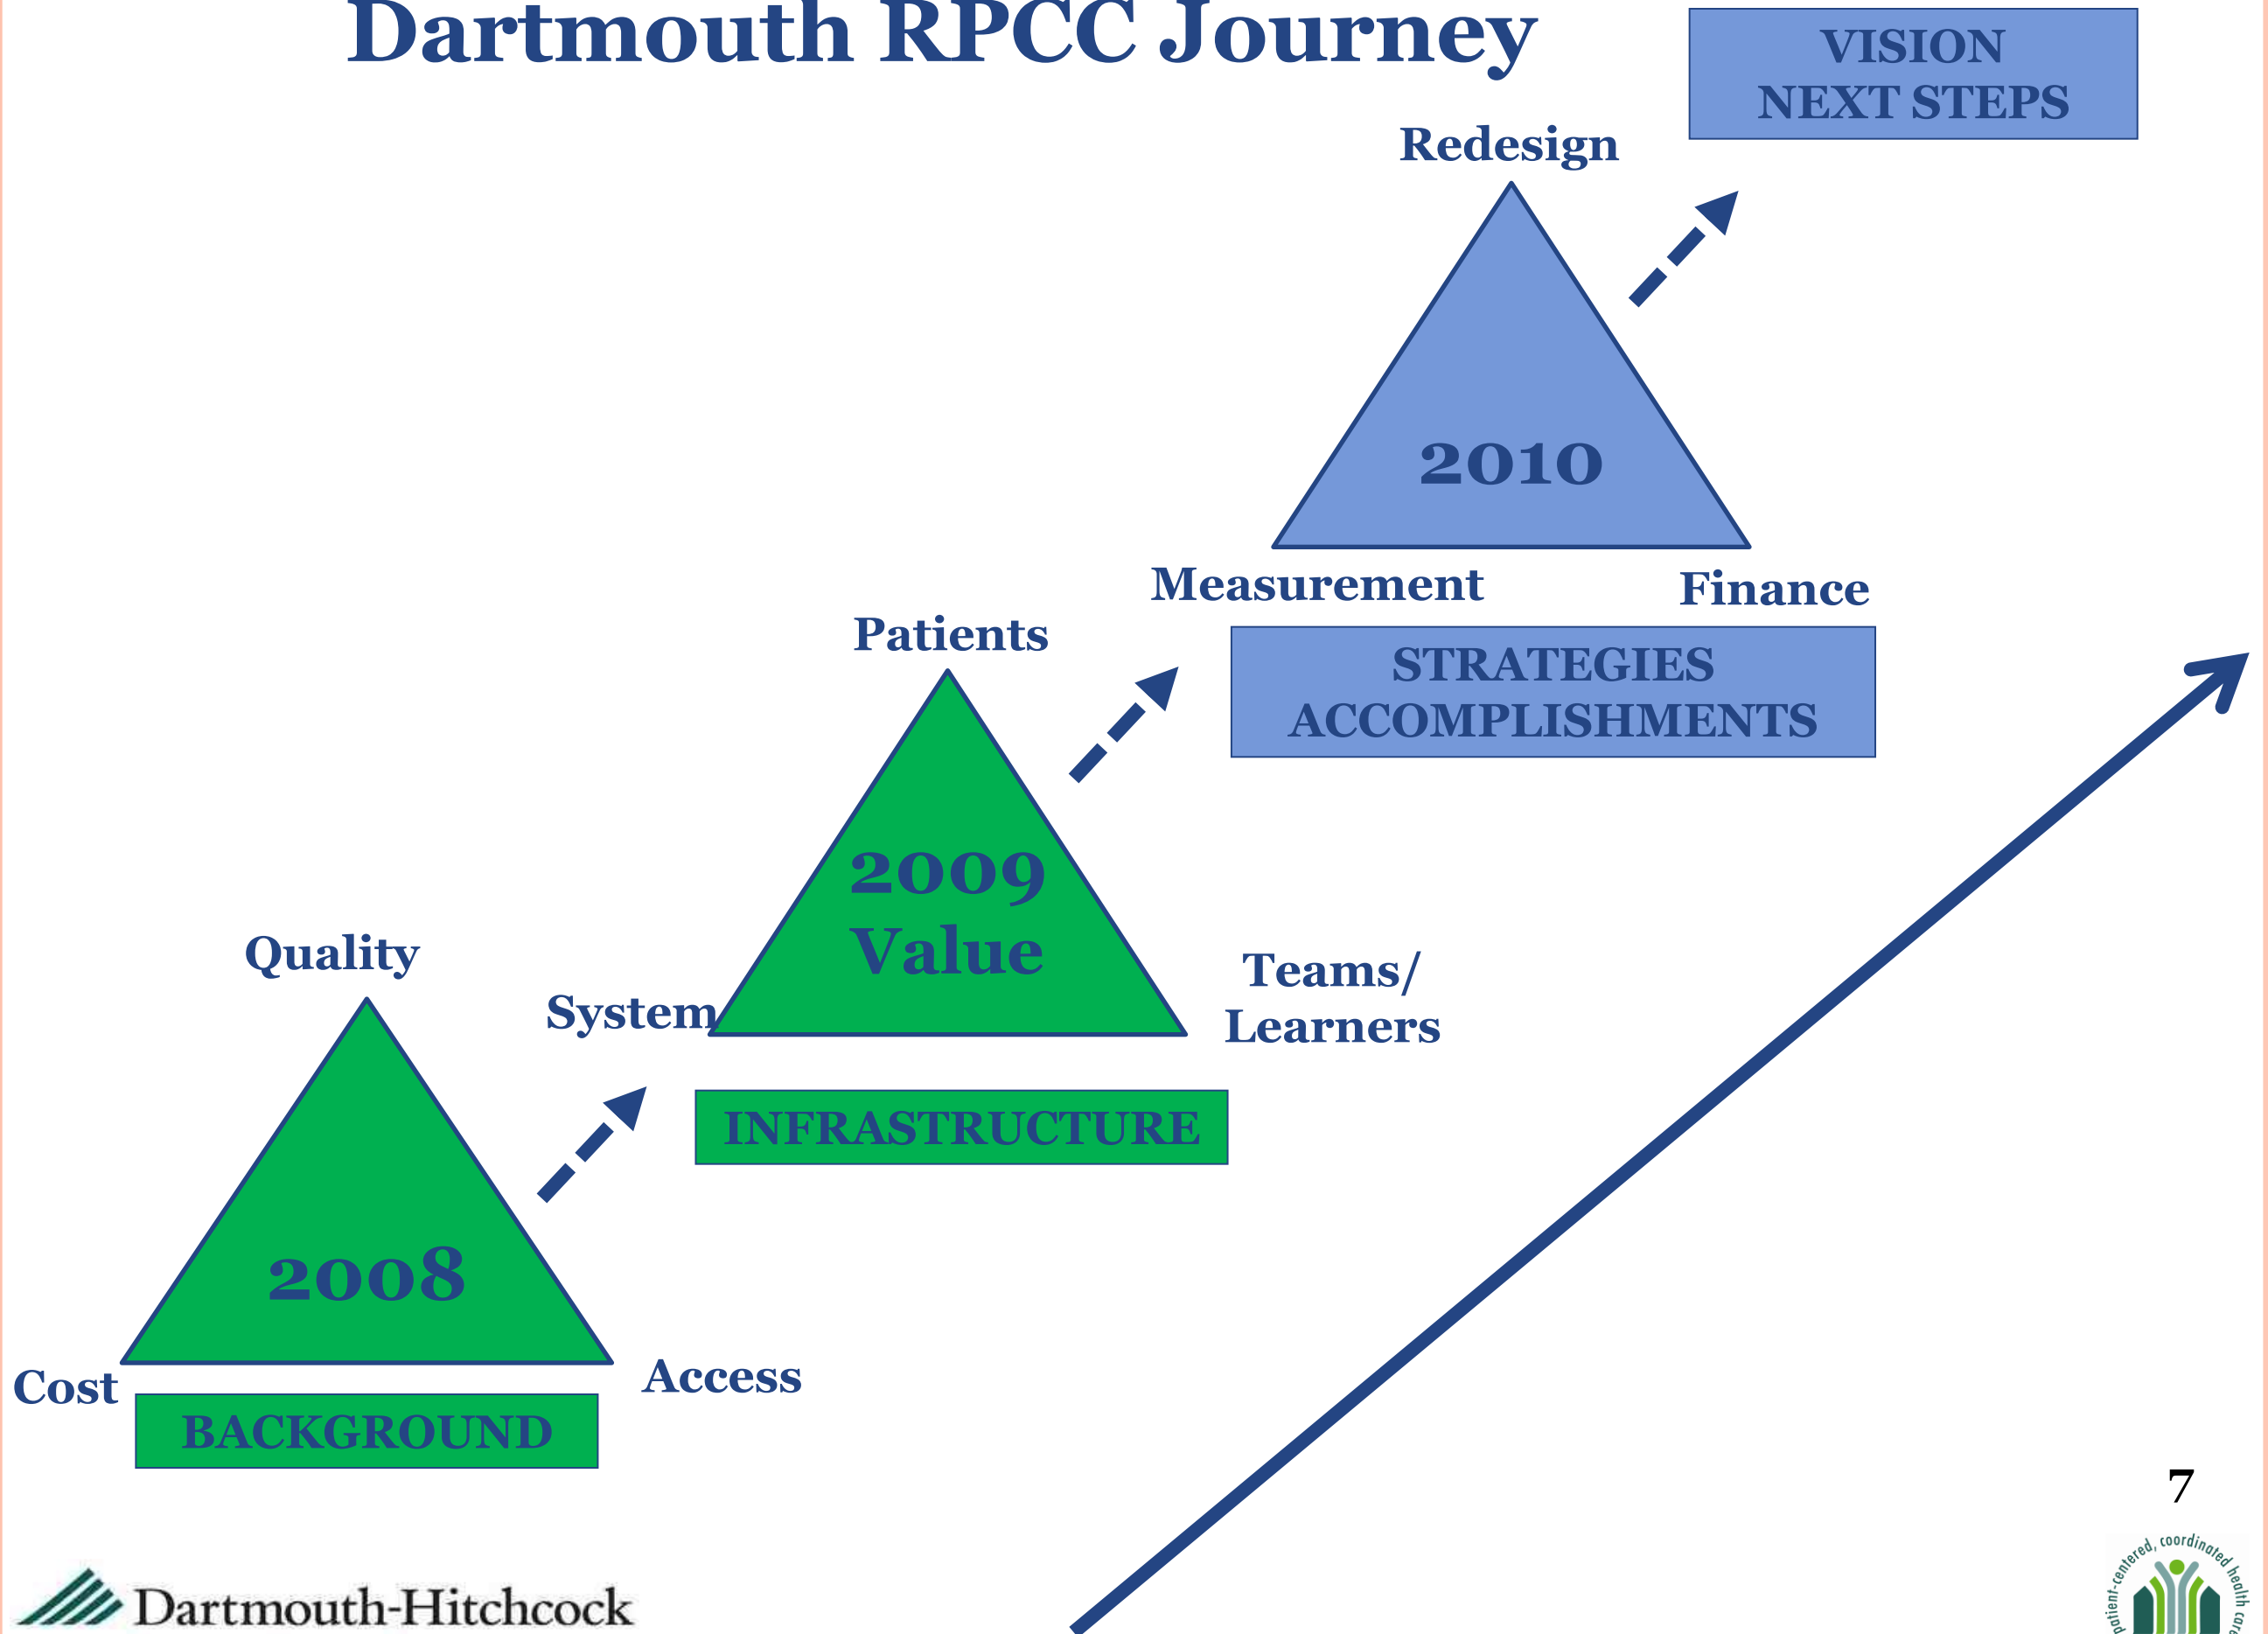 Dartmouth RPCC Journey
VISION
NEXT STEPS
Redesign
2010
Measurement
Finance
STRATEGIES
ACCOMPLISHMENTS
Patients
2009
Value
System
Teams/
Learners
INFRASTRUCTURE
Quality
2008
Cost
Access
BACKGROUND
7
Dartmouth-Hitchcock
patient-centered, coordinated health care